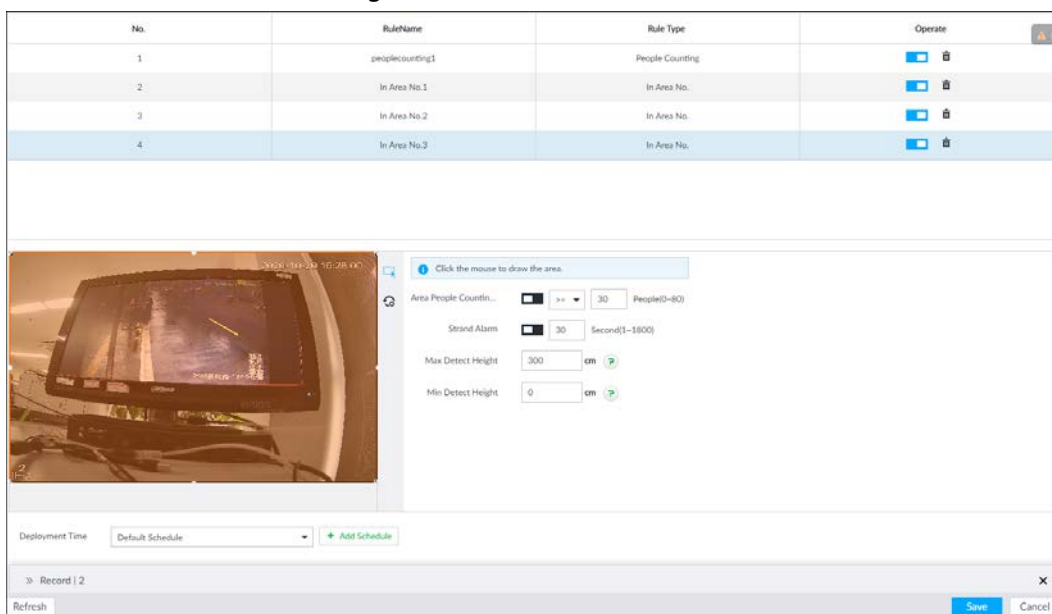 No. RuleName Rule Type Operate
1 peoplecounting1 People Counting
2 In Area No.1 In Area No.
3 In Area No.2 In Area No.
4 In Area No.3 In Area No.
Click the mouse to draw the area.
Area People Countin... >= 30 People(0~80)
Strand Alarm 30 Second(1~1800)
Max Detect Height 300 cm ?
Min Detect Height 0 cm ?
2
Deployment Time Default Schedule + Add Schedule
» Record | 2
Refresh Save Cancel